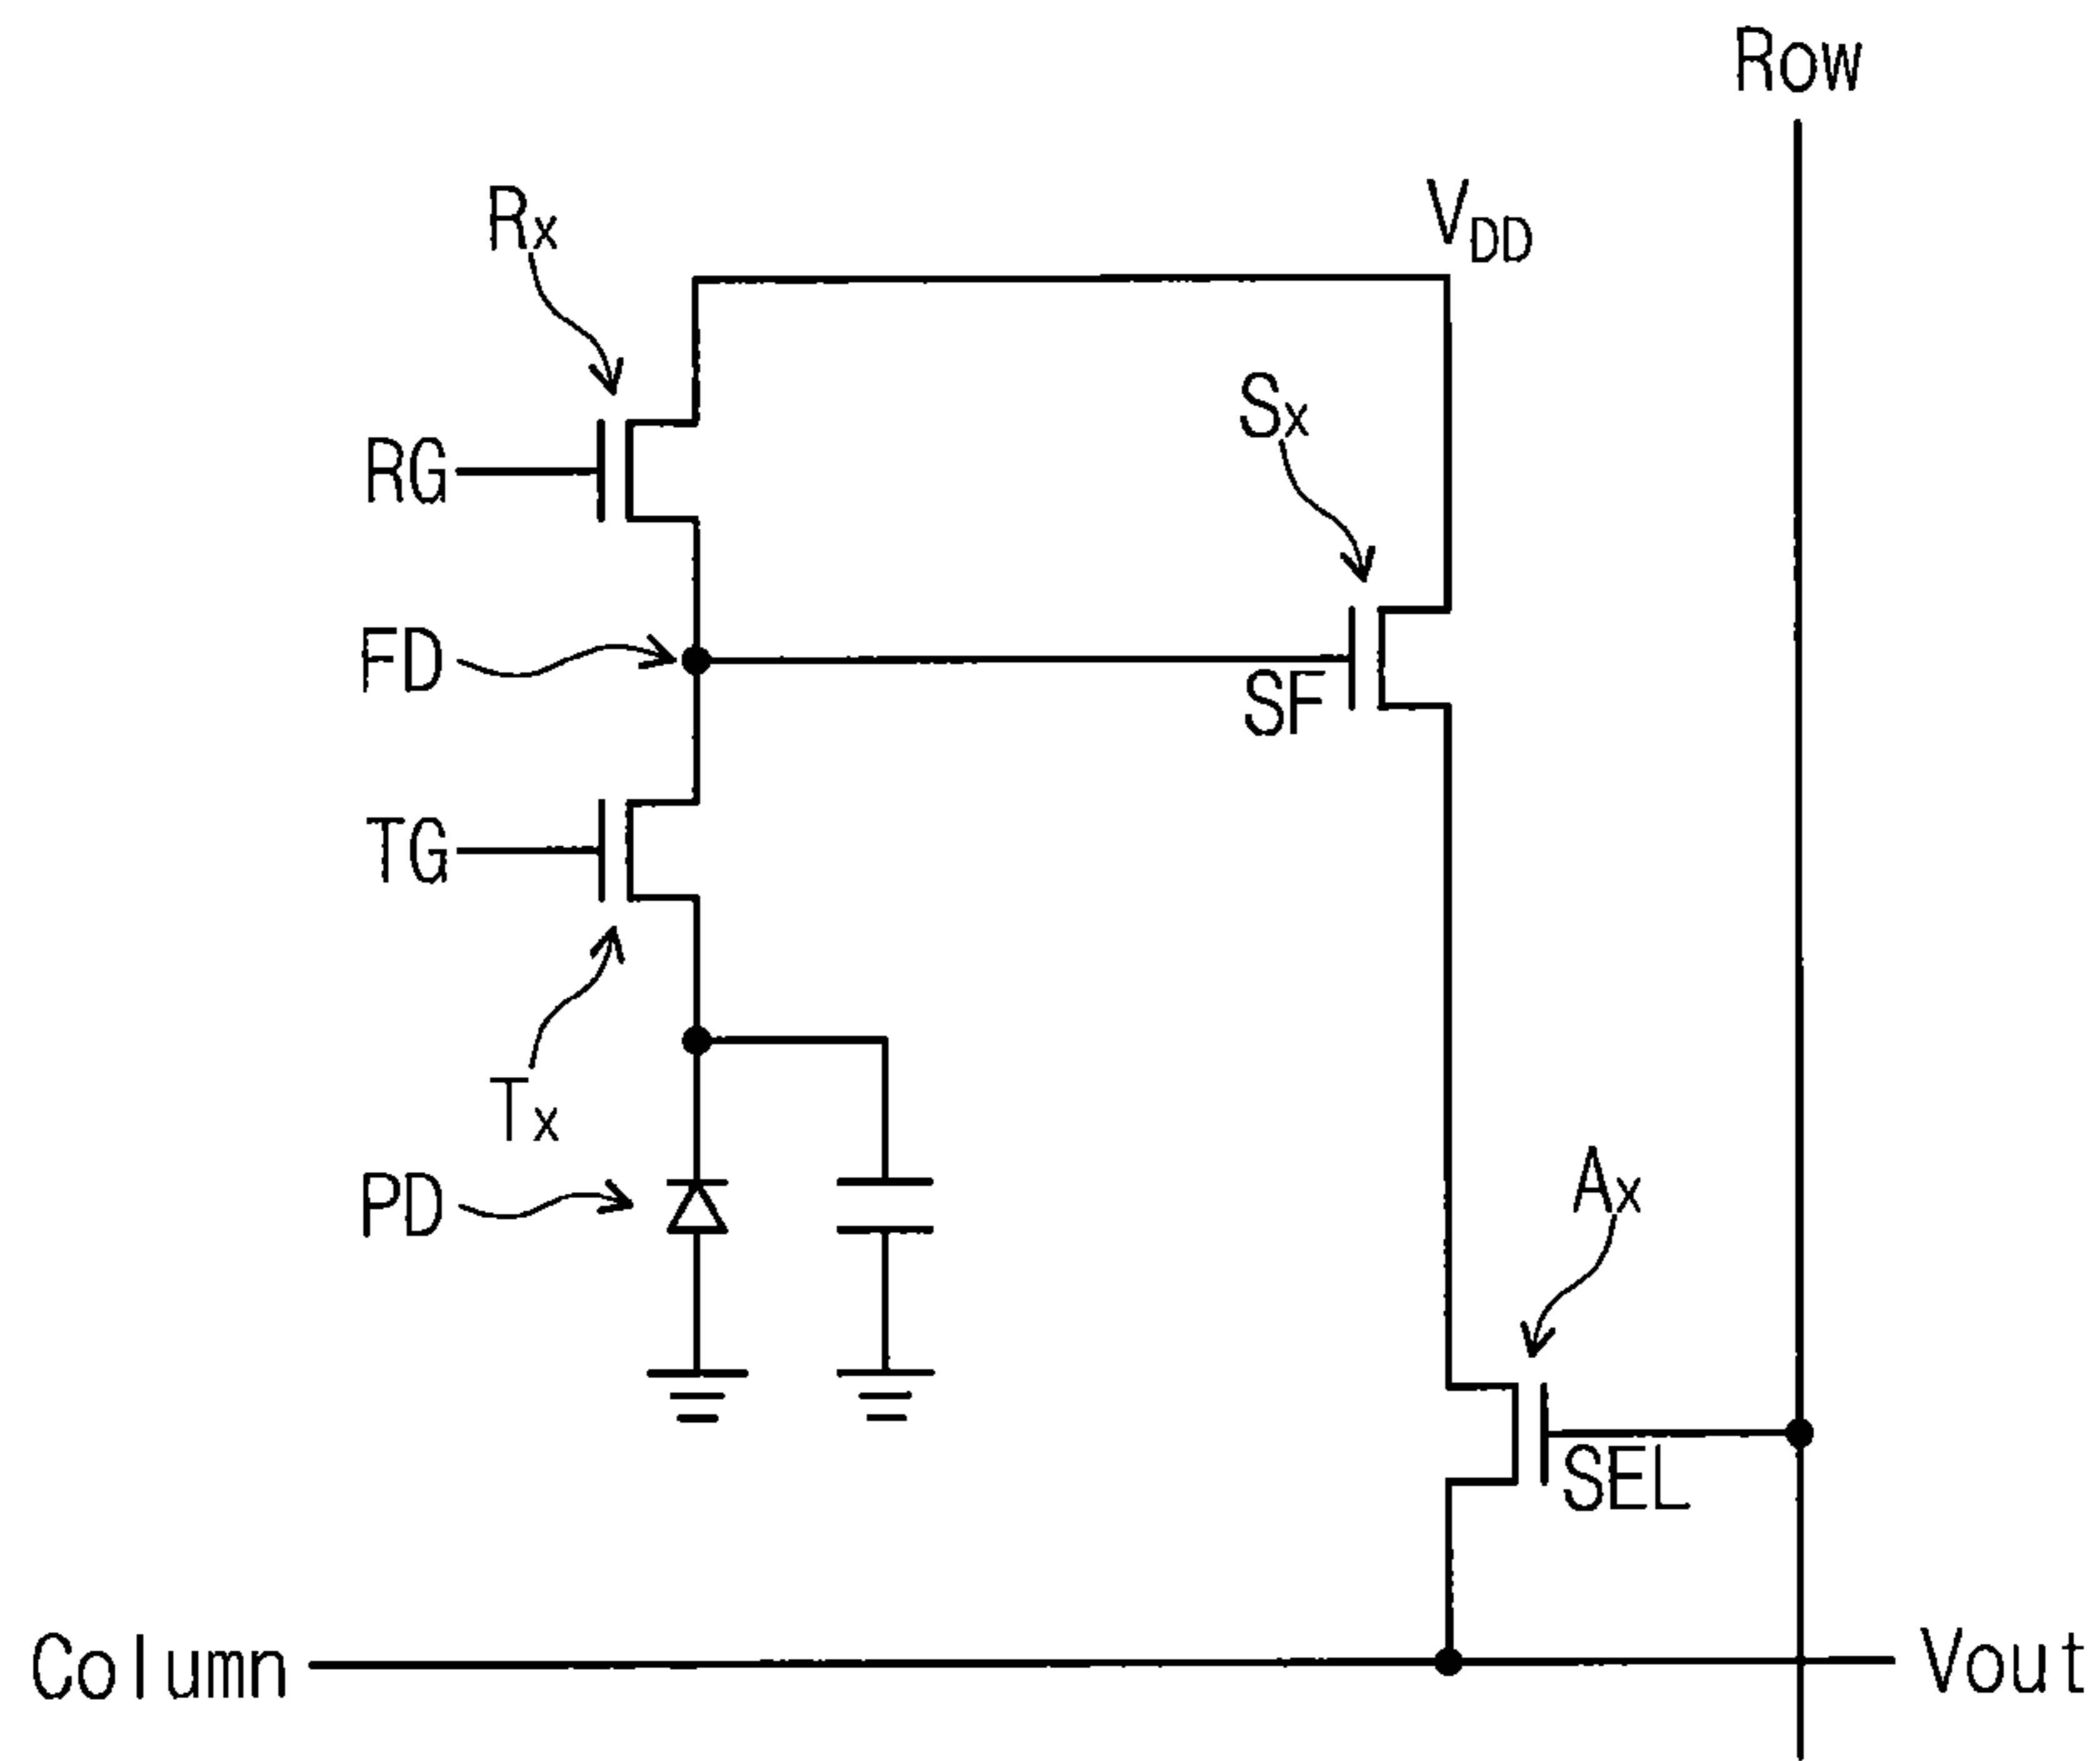 Row
Rx
VDD
Sx
RG
FD
SF
TG
Tx
PD
Ax
SEL
Column
Vout